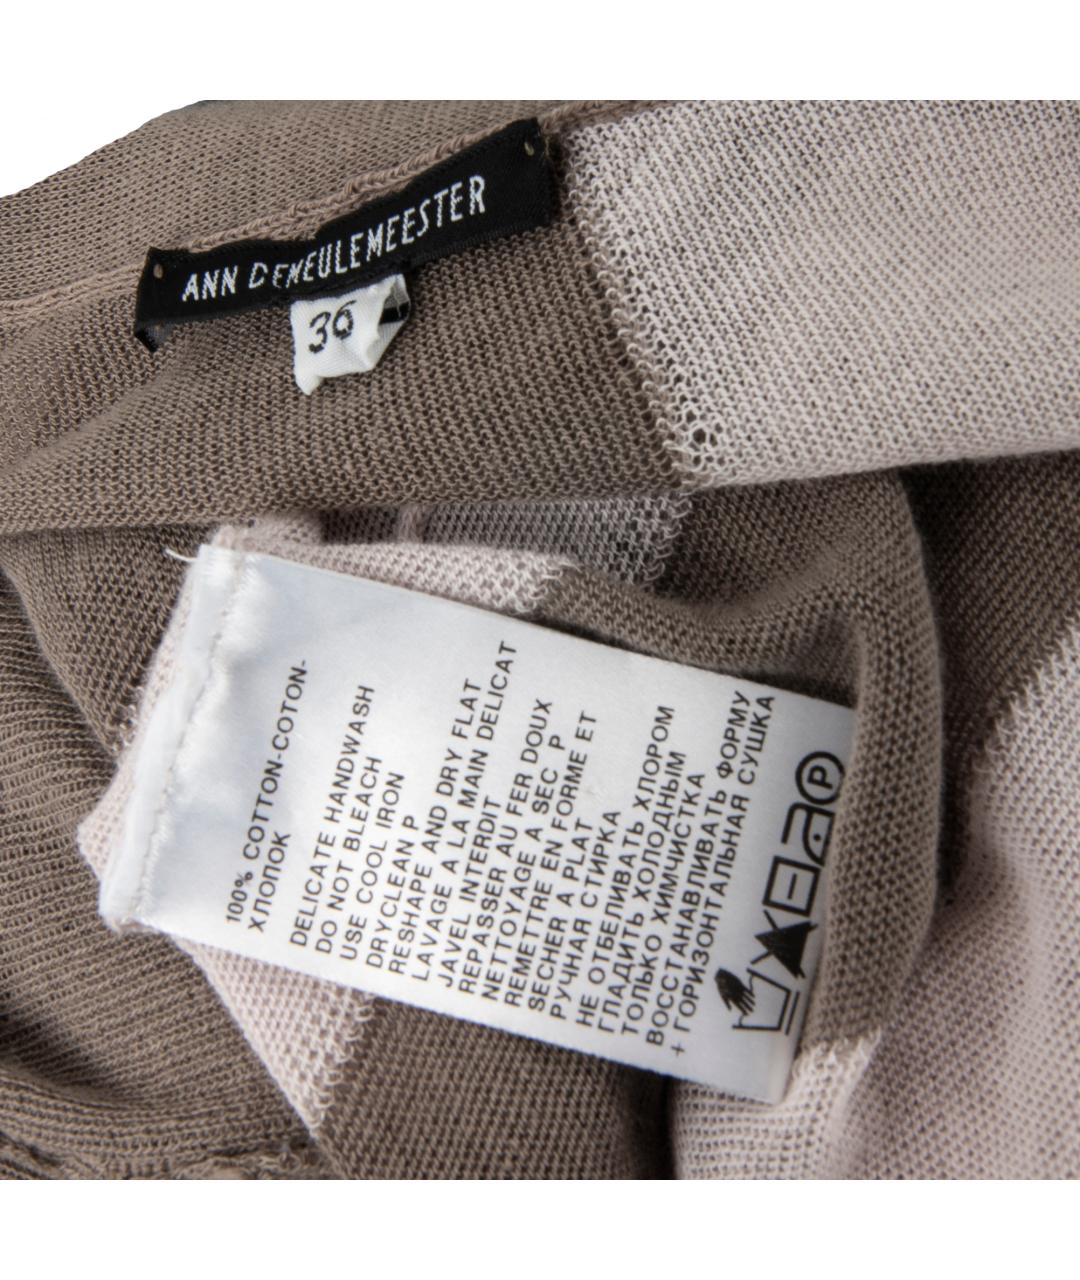 ANN DEMEULEMEESTER
36
100% COTTON-COTON-
ХЛОПОК
DELICATE HANDWASH
DO NOT BLEACH
USE COOL IRON
DRYCLEAN P
RESHAPE AND DRY FLAT
LAVAGE A LA MAIN DELICAT
JAVEL INTERDIT
REPASSER AU FER DOUX
NETTOYAGE A SEC P
REMETTRE EN FORME ET
SECHER A PLAT
РУЧНАЯ СТИРКА
НЕ ОТБЕЛИВАТЬ ХЛОРОМ
ГЛАДИТЬ ХОЛОДНЫМ
ТОЛЬКО ХИМЧИСТКА
ВОССТАНАВЛИВАТЬ ФОРМУ
+ ГОРИЗОНТАЛЬНАЯ СУШКА
P